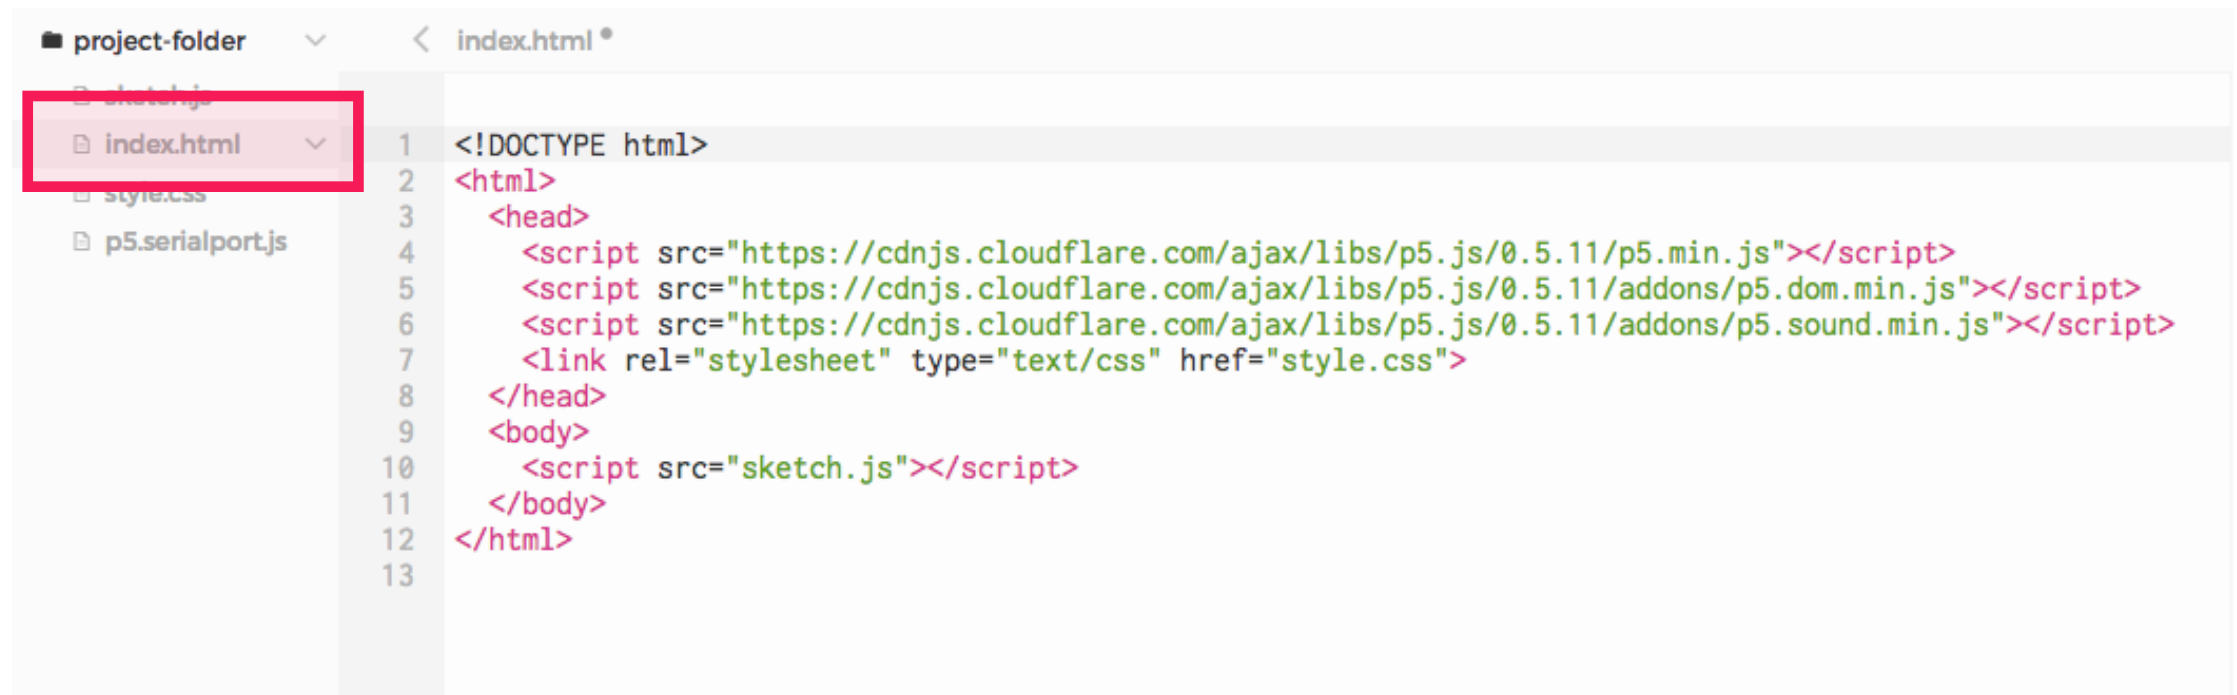 project-folder
index.html
sketch.js
index.html
style.css
p5.serialport.js
1 <!DOCTYPE html>
2 <html>
3 <head>
4 <script src="https://cdnjs.cloudflare.com/ajax/libs/p5.js/0.5.11/p5.min.js"></script>
5 <script src="https://cdnjs.cloudflare.com/ajax/libs/p5.js/0.5.11/addons/p5.dom.min.js"></script>
6 <script src="https://cdnjs.cloudflare.com/ajax/libs/p5.js/0.5.11/addons/p5.sound.min.js"></script>
7 <link rel="stylesheet" type="text/css" href="style.css">
8 </head>
9 <body>
10 <script src="sketch.js"></script>
11 </body>
12 </html>
13